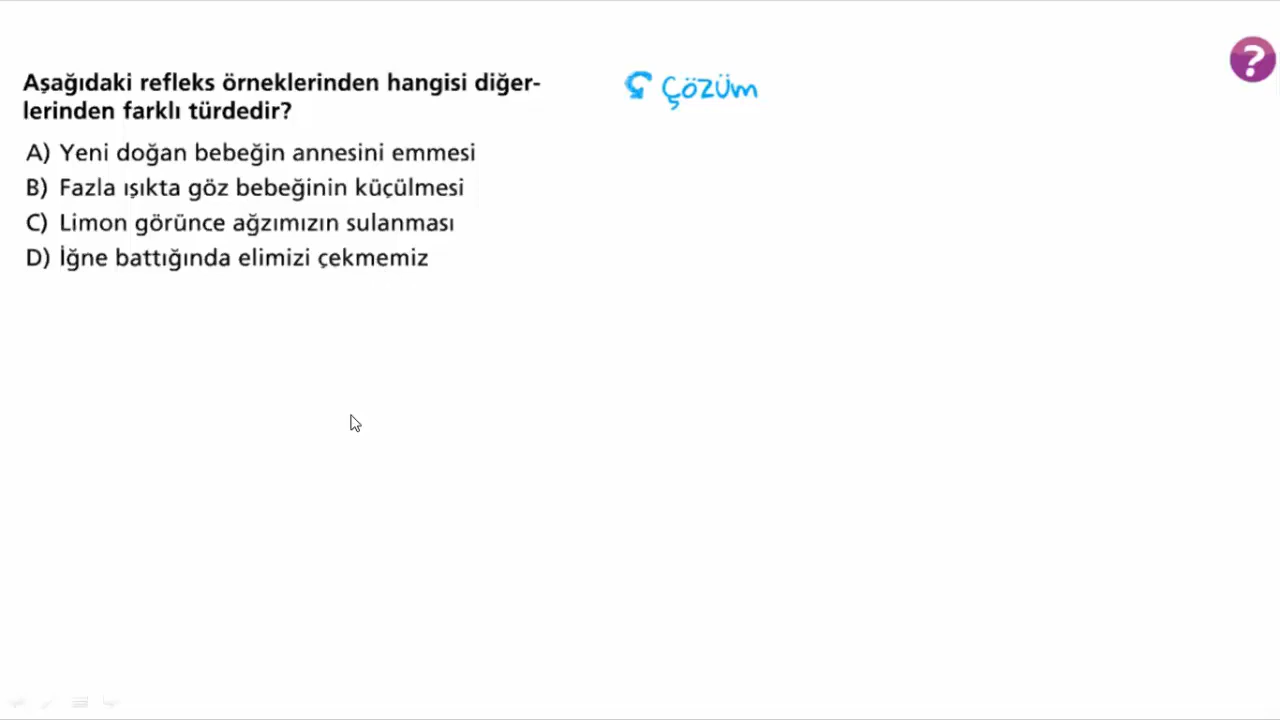 Aşağıdaki refleks örneklerinden hangisi diğer-
lerinden farklı türdedir?
A) Yeni doğan bebeğin annesini emmesi
B) Fazla ışıkta göz bebeğinin küçülmesi
C) Limon görünce ağzımızın sulanması
D) İğne battığında elimizi çekmemiz
Çözüm
?